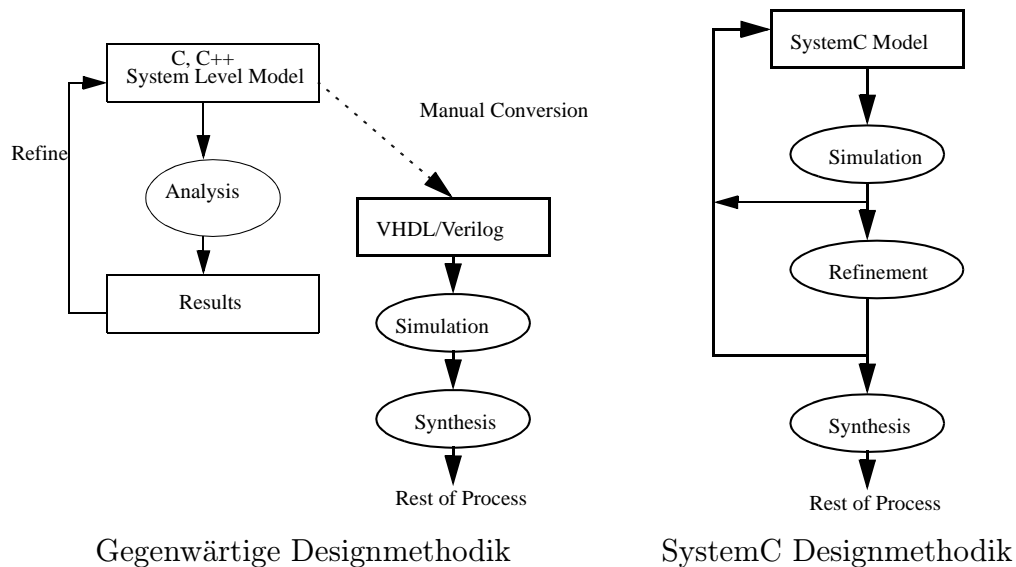 C, C++
System Level Model
Refine
Analysis
Results
Manual Conversion
VHDL/Verilog
Simulation
Synthesis
Rest of Process
Gegenwärtige Designmethodik
SystemC Model
Simulation
Refinement
Synthesis
Rest of Process
SystemC Designmethodik